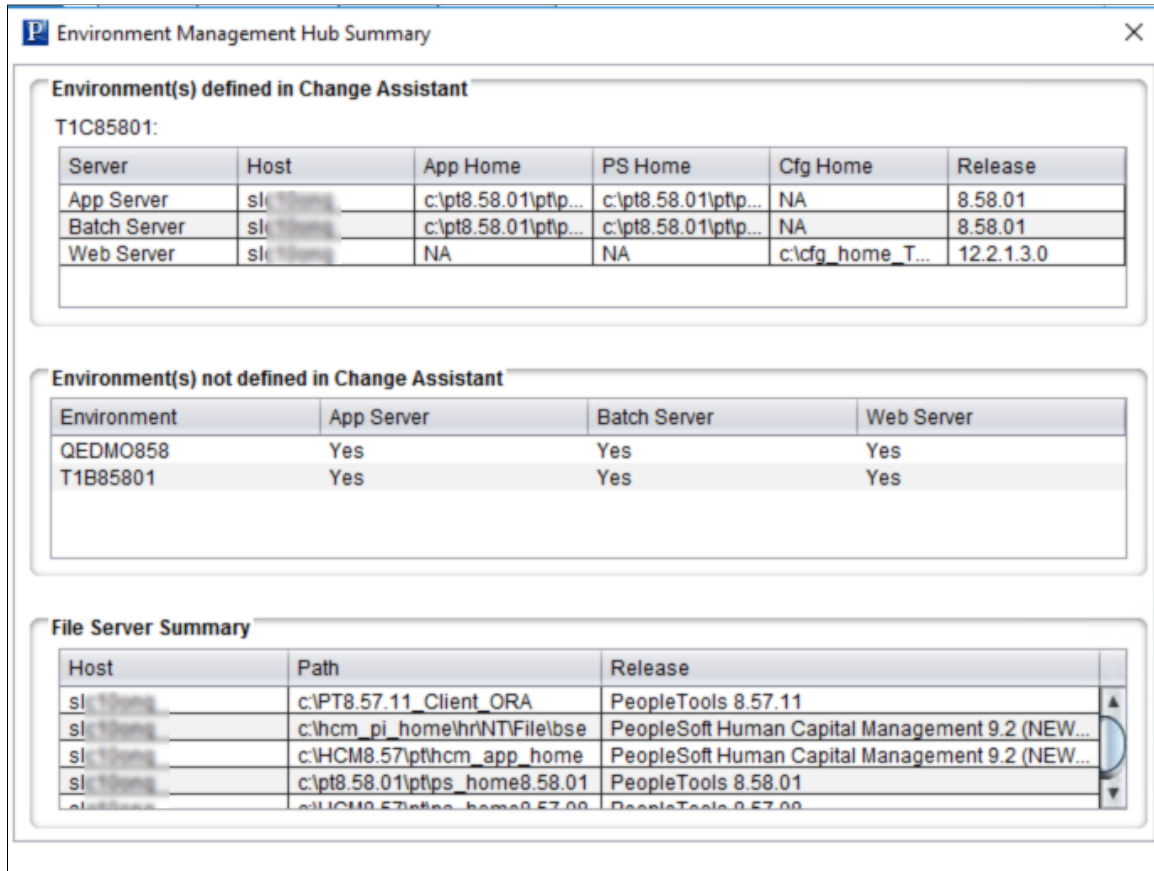 P Environment Management Hub Summary
Environment(s) defined in Change Assistant
T1C85801:
Server Host App Home PS Home Cfg Home Release
App Server c:\pt8.58.01\pt\p... c:\pt8.58.01\pt\p... NA 8.58.01
Batch Server c:\pt8.58.01\pt\p... c:\pt8.58.01\pt\p... NA 8.58.01
Web Server NA NA c:\cfg_home_T... 12.2.1.3.0
Environment(s) not defined in Change Assistant
Environment App Server Batch Server Web Server
QEDMO858 Yes Yes Yes
T1B85801 Yes Yes Yes
File Server Summary
Host Path Release
c:\PT8.57.11_Client_ORA PeopleTools 8.57.11
c:\hcm_pi_home\hr\NT\File\bse PeopleSoft Human Capital Management 9.2 (NEW...
c:\HCM8.57\pt\hcm_app_home PeopleSoft Human Capital Management 9.2 (NEW...
c:\pt8.58.01\pt\ps_home8.58.01 PeopleTools 8.58.01